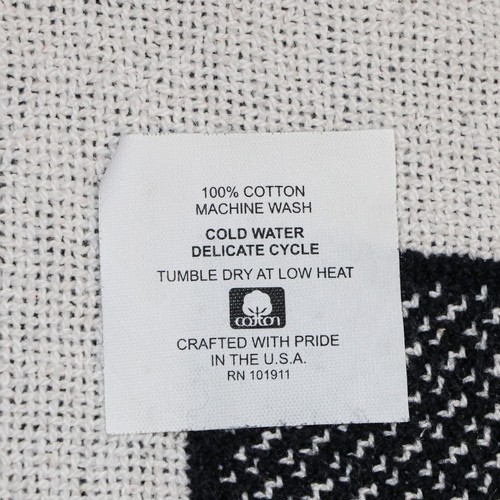 100% COTTON
MACHINE WASH
COLD WATER
DELICATE CYCLE
TUMBLE DRY AT LOW HEAT
cotton
CRAFTED WITH PRIDE
IN THE U.S.A.
RN 101911